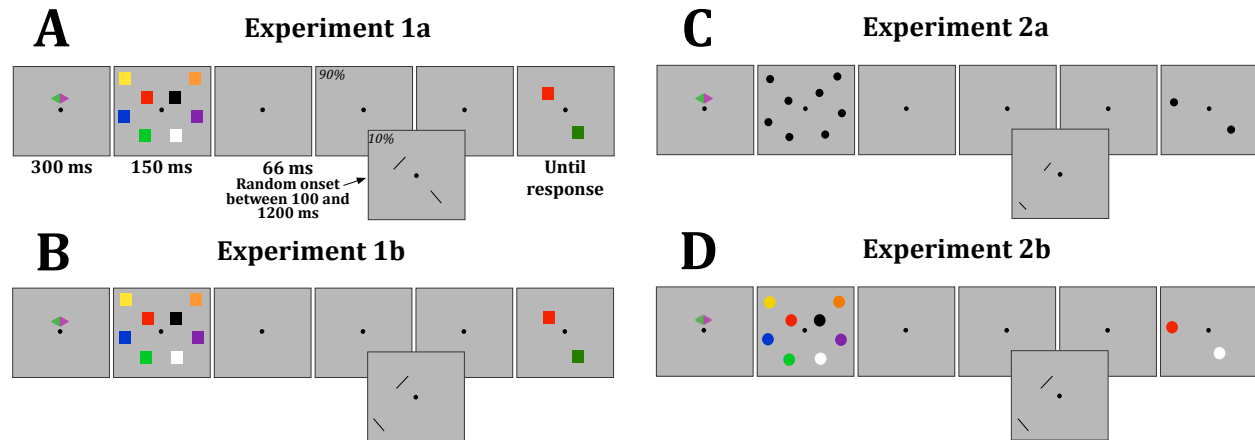 A
Experiment 1a
90%
10%
300 ms
150 ms
66 ms
Random onset
between 100 and
1200 ms
Until
response
B
Experiment 1b
C
Experiment 2a
D
Experiment 2b